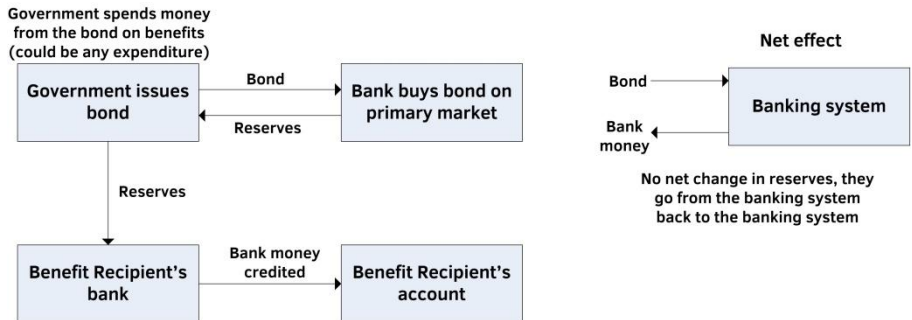 Government spends money
from the bond on benefits
(could be any expenditure)
Government issues
bond
Bond
Reserves
Bank buys bond on
primary market
Reserves
Benefit Recipient's
bank
Bank money
credited
Benefit Recipient's
account
Net effect
Bond
Bank
money
Banking system
No net change in reserves, they
go from the banking system
back to the banking system